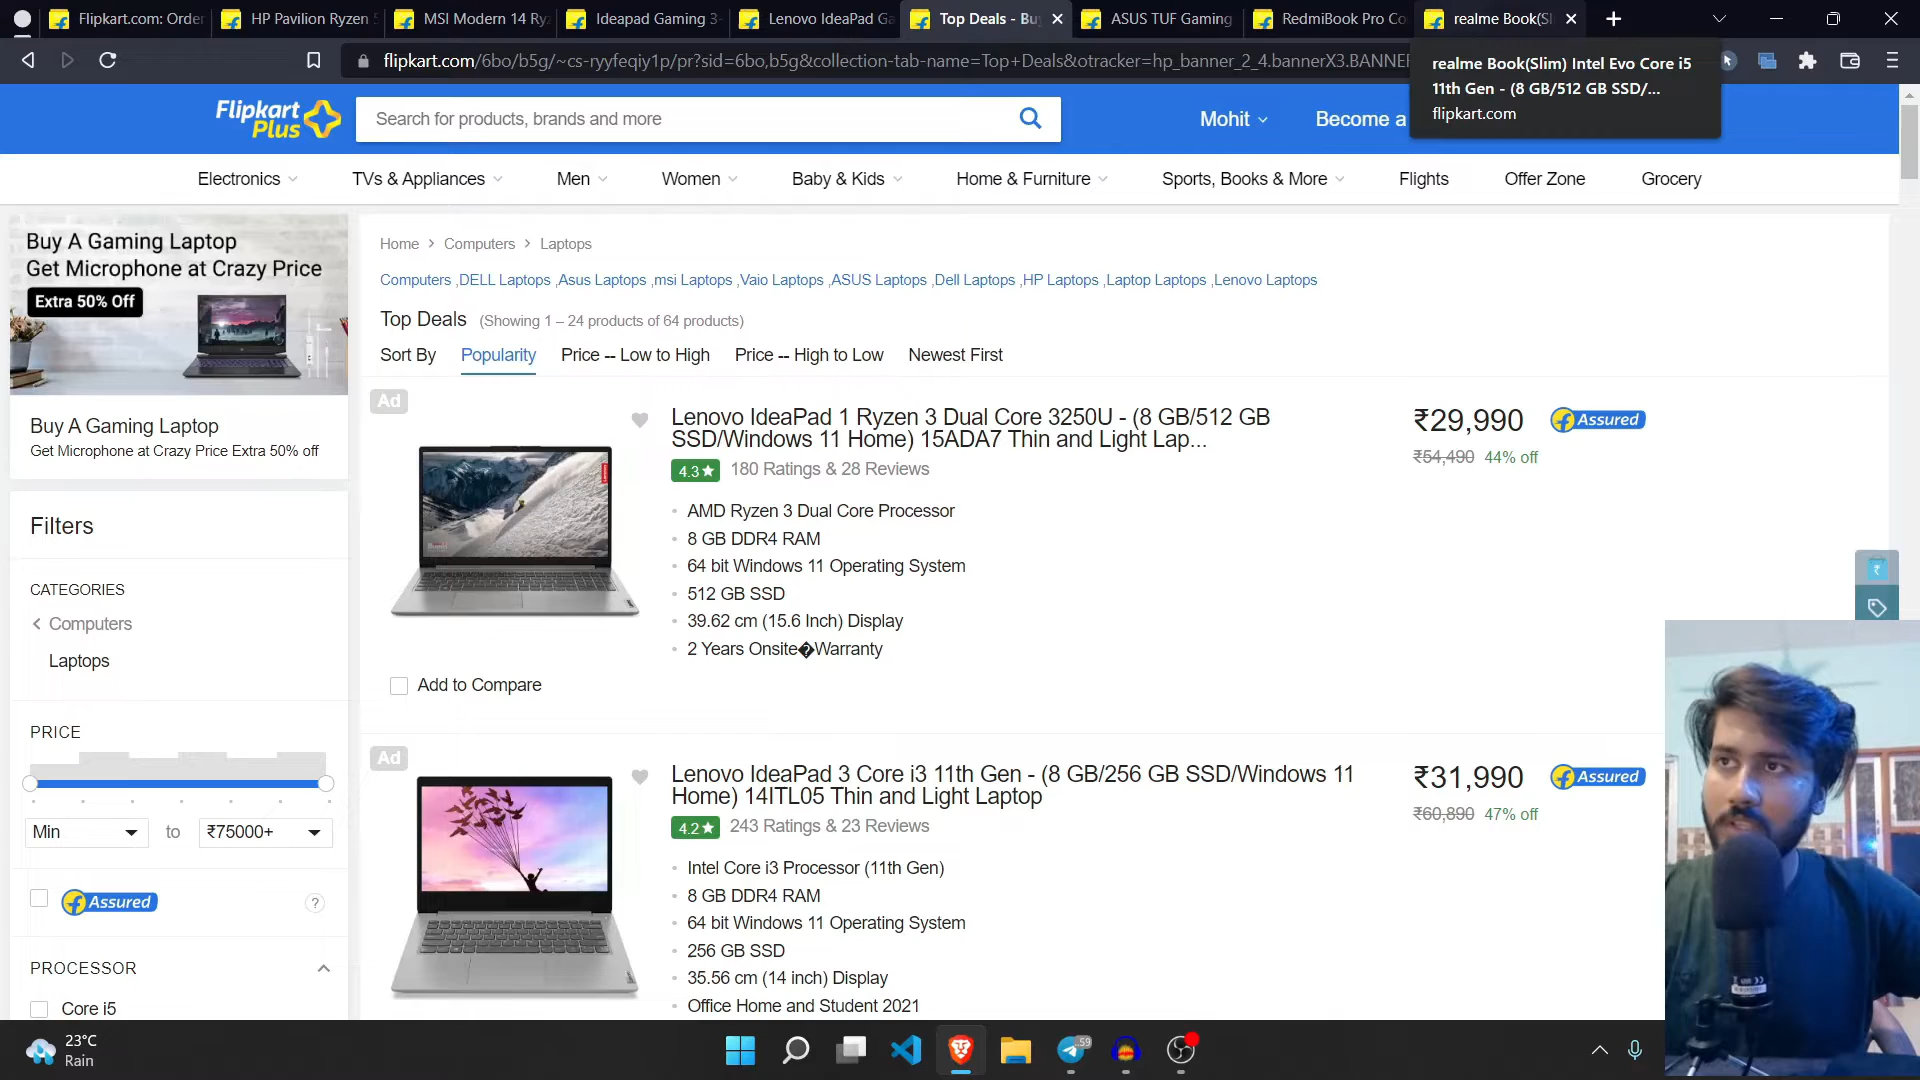 Flipkart.com: Order
HP Pavilion Ryzen 5
MSI Modern 14 Ryz
Ideapad Gaming 3
Lenovo IdeaPad Ga
Top Deals - Bu
ASUS TUF Gaming
RedmiBook Pro Co
realme Book(Sl
flipkart.com/6bo/b5g/~cs-ryyfeqiy1p/pr?sid=6bo,b5g&collection-tab-name=Top+Deals&otracker=hp_banner_2_4.bannerX3.BANNE
realme Book(Slim) Intel Evo Core i5
11th Gen - (8 GB/512 GB SSD/...
flipkart.com
Flipkart
Plus
Search for products, brands and more
Mohit
Become a
Electronics
TVs & Appliances
Men
Women
Baby & Kids
Home & Furniture
Sports, Books & More
Flights
Offer Zone
Grocery
Buy A Gaming Laptop
Get Microphone at Crazy Price
Extra 50% Off
Buy A Gaming Laptop
Get Microphone at Crazy Price Extra 50% off
Filters
CATEGORIES
Computers
Laptops
PRICE
Min to ₹75000+
Assured
?
PROCESSOR
Core i5
Home > Computers > Laptops
Computers ,DELL Laptops ,Asus Laptops ,msi Laptops ,Vaio Laptops ,ASUS Laptops ,Dell Laptops ,HP Laptops ,Laptop Laptops ,Lenovo Laptops
Top Deals (Showing 1 – 24 products of 64 products)
Sort By Popularity Price -- Low to High Price -- High to Low Newest First
Ad
Lenovo IdeaPad 1 Ryzen 3 Dual Core 3250U - (8 GB/512 GB
SSD/Windows 11 Home) 15ADA7 Thin and Light Lap...
4.3★ 180 Ratings & 28 Reviews
AMD Ryzen 3 Dual Core Processor
8 GB DDR4 RAM
64 bit Windows 11 Operating System
512 GB SSD
39.62 cm (15.6 Inch) Display
2 Years Onsite�Warranty
₹29,990
Assured
₹54,490 44% off
Add to Compare
Ad
Lenovo IdeaPad 3 Core i3 11th Gen - (8 GB/256 GB SSD/Windows 11
Home) 14ITL05 Thin and Light Laptop
4.2★ 243 Ratings & 23 Reviews
Intel Core i3 Processor (11th Gen)
8 GB DDR4 RAM
64 bit Windows 11 Operating System
256 GB SSD
35.56 cm (14 inch) Display
Office Home and Student 2021
₹31,990
Assured
₹60,890 47% off
23°C
Rain
59